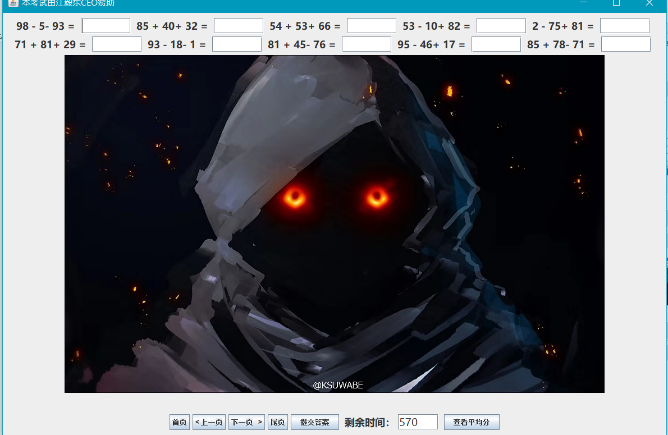 98 - 5- 93 = 85 + 40+ 32 = 54 + 53+ 66 = 53 - 10+ 82 = 2 - 75+ 81 =
71 + 81+ 29 = 93 - 18- 1 = 81 + 45- 76 = 95 - 46+ 17 = 85 + 78- 71 =
@KSUWABE
首页 <上一页 下一页 > 尾页 提交答案 剩余时间: 570 查看平均分